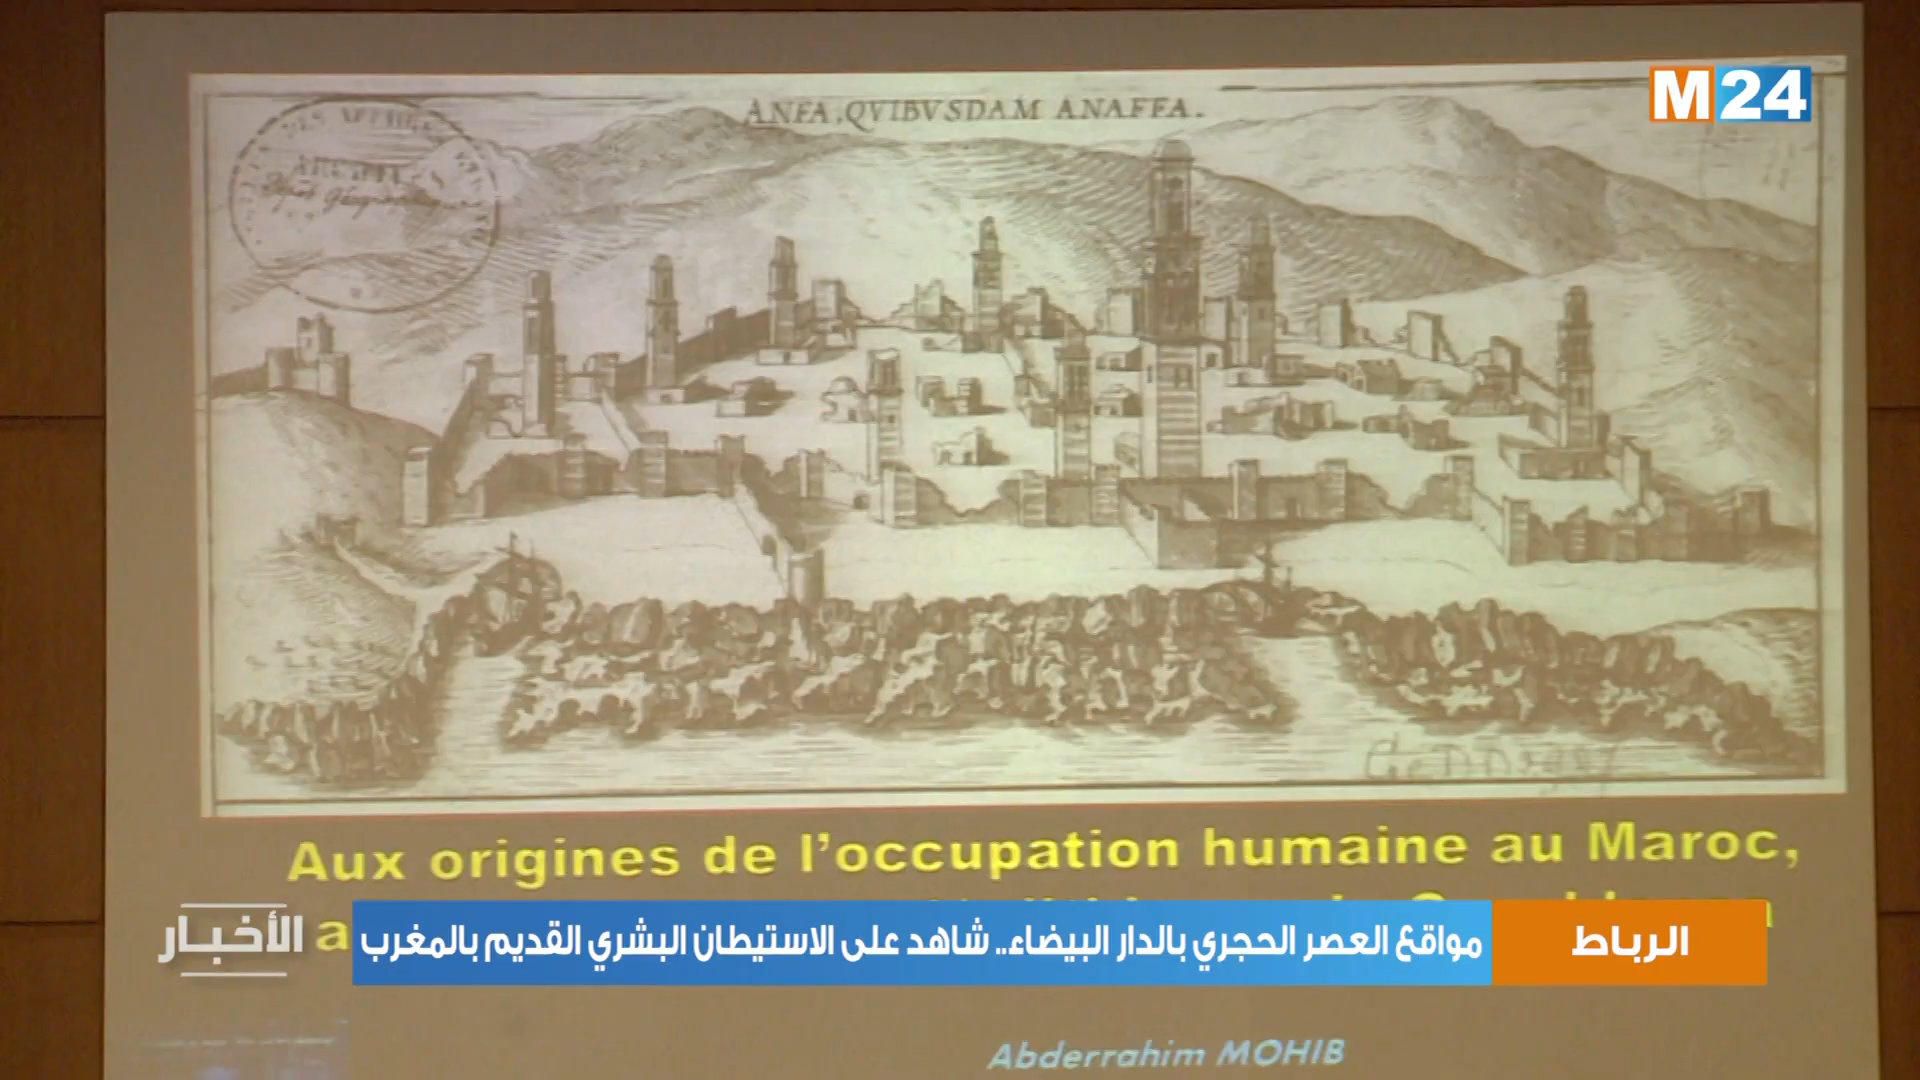 M24
ANFA, QVIBVSDAM ANAFFA.
Aux origines de l'occupation humaine au Maroc,
الرباط
مواقع العصر الحجري بالدار البيضاء.. شاهد على الاستيطان البشري القديم بالمغرب
الأخبار
Abderrahim MOHIB